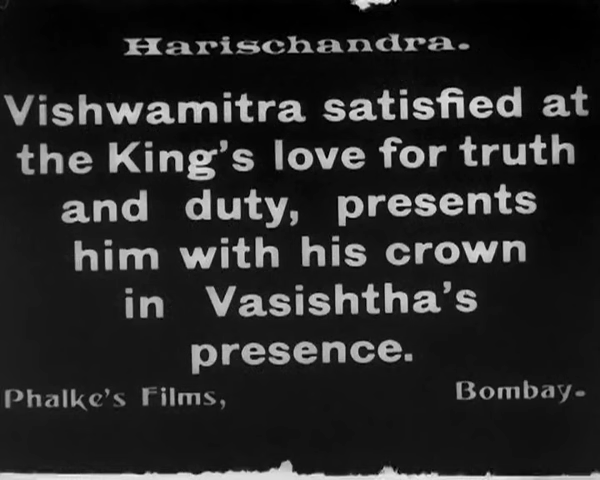 Harischandra.
Vishwamitra satisfied at
the King's love for truth
and duty, presents
him with his crown
in Vasishtha's
presence.
Phalke's Films, Bombay.